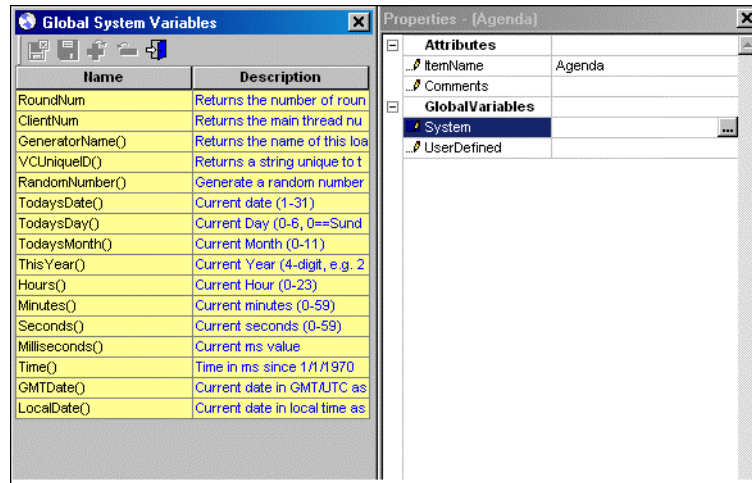 Global System Variables
Name Description
RoundNum Returns the number of roun
ClientNum Returns the main thread nu
GeneratorName() Returns the name of this loa
VCUniqueID() Returns a string unique to t
RandomNumber() Generate a random number
TodaysDate() Current date (1-31)
TodaysDay() Current Day (0-6, 0==Sund
TodaysMonth() Current Month (0-11)
ThisYear() Current Year (4-digit, e.g. 2
Hours() Current Hour (0-23)
Minutes() Current minutes (0-59)
Seconds() Current seconds (0-59)
Milliseconds() Current ms value
Time() Time in ms since 1/1/1970
GMTDate() Current date in GMT/UTC as
LocalDate() Current date in local time as
Properties - (Agenda)
Attributes
ItemName Agenda
Comments
GlobalVariables
System ...
UserDefined